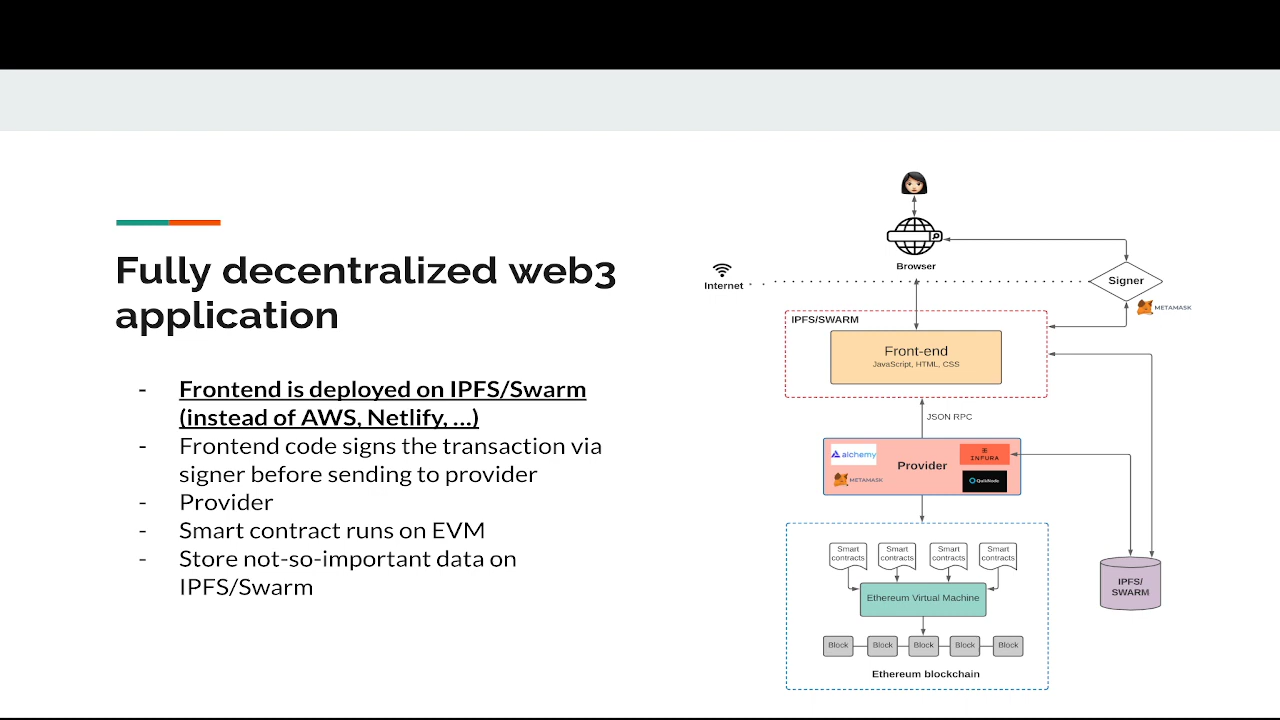 Fully decentralized web3
application
- Frontend is deployed on IPFS/Swarm
(instead of AWS, Netlify, ...)
- Frontend code signs the transaction via
signer before sending to provider
- Provider
- Smart contract runs on EVM
- Store not-so-important data on
IPFS/Swarm
Browser
Internet
Signer
METAMASK
IPFS/SWARM
Front-end
JavaScript, HTML, CSS
JSON RPC
alchemy
Provider
INFURA
METAMASK
QuikNode
Smart contracts
Smart contracts
Smart contracts
Smart contracts
Ethereum Virtual Machine
IPFS/
SWARM
Block Block Block Block Block
Ethereum blockchain